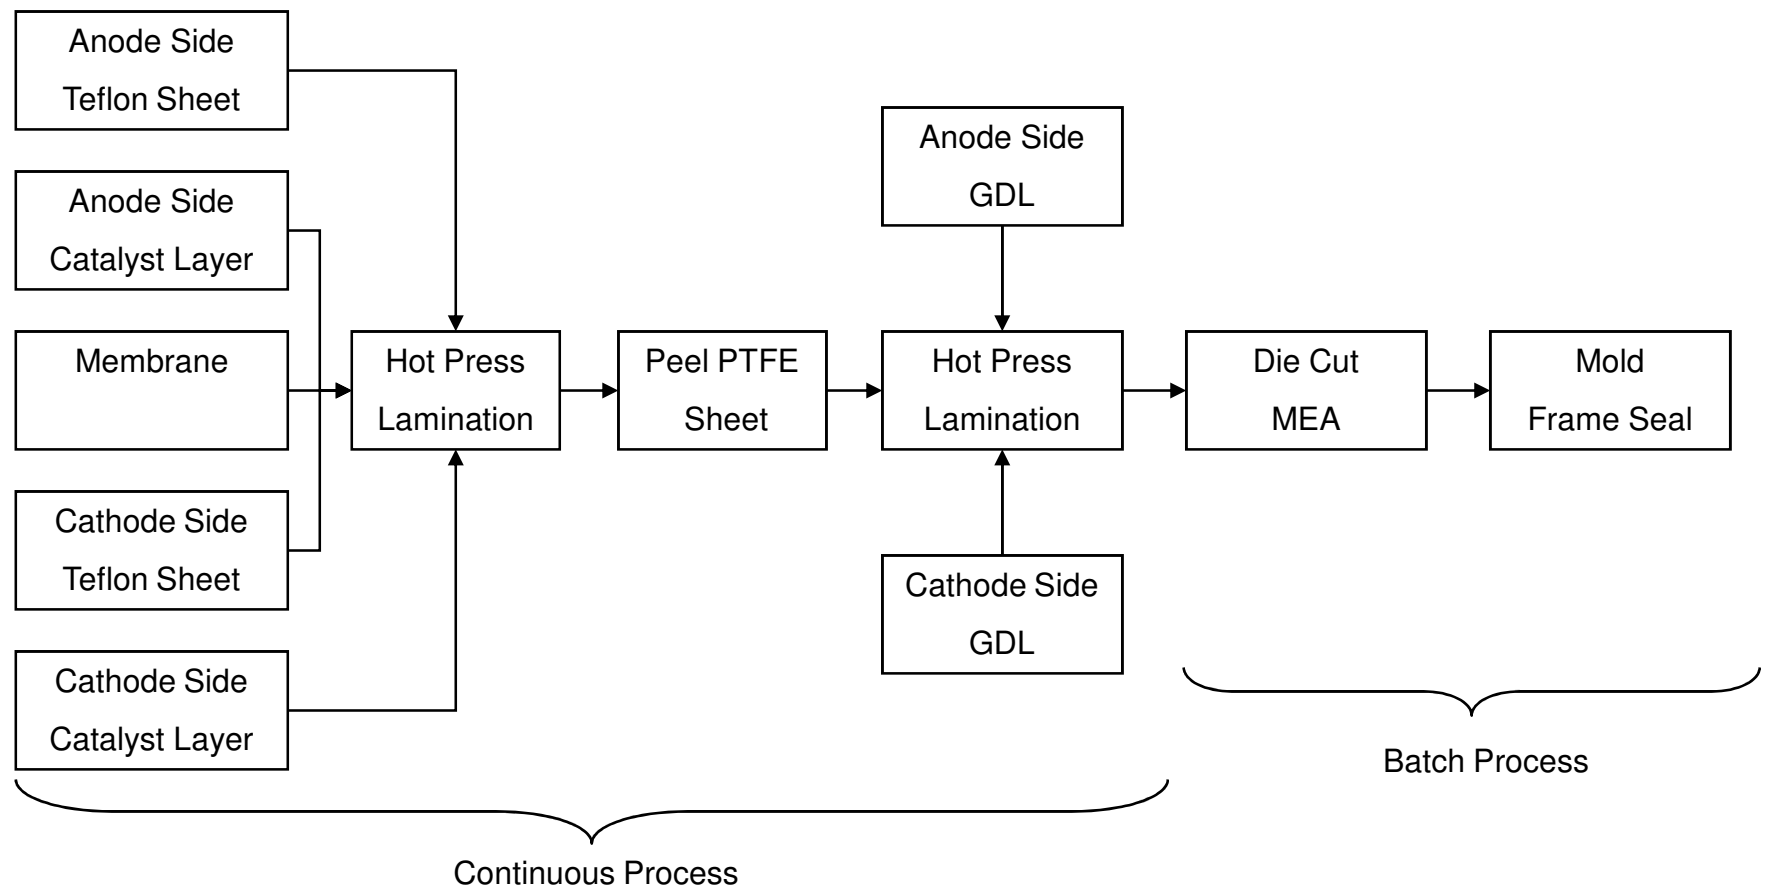 Anode Side
Teflon Sheet
Anode Side
Catalyst Layer
Membrane
Cathode Side
Teflon Sheet
Cathode Side
Catalyst Layer
Hot Press
Lamination
Peel PTFE
Sheet
Anode Side
GDL
Hot Press
Lamination
Cathode Side
GDL
Die Cut
MEA
Mold
Frame Seal
Batch Process
Continuous Process